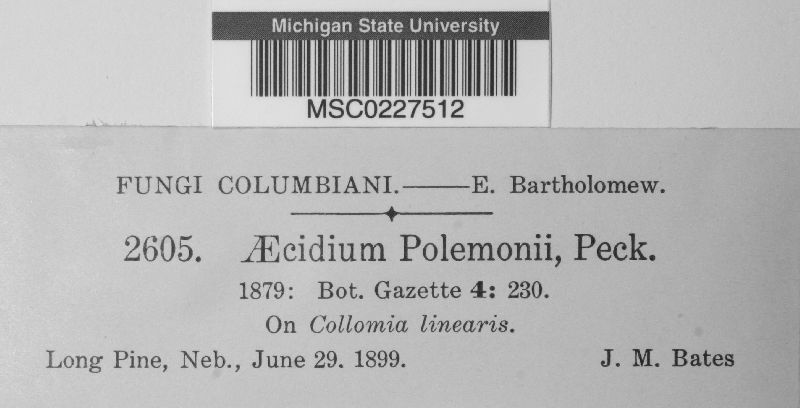 Michigan State University
MSC0227512
FUNGI COLUMBIANI.——E. Bartholomew.
2605. Æcidium Polemonii, Peck.
1879: Bot. Gazette 4: 230.
On Collomia linearis.
Long Pine, Neb., June 29. 1899. J. M. Bates